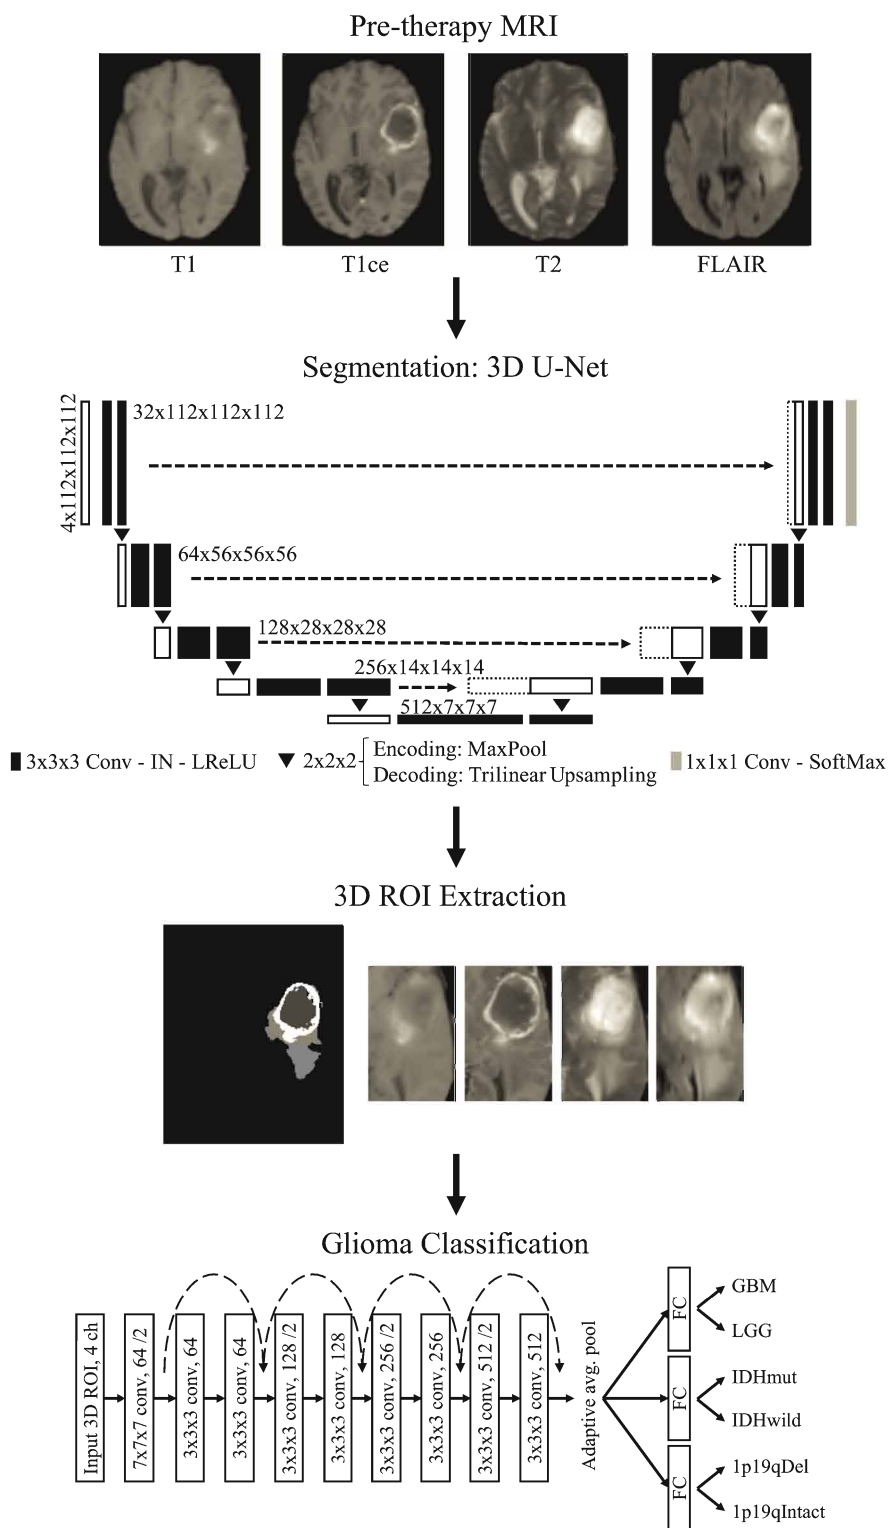 Pre-therapy MRI
T1
T1ce
T2
FLAIR
Segmentation: 3D U-Net
4x112x112x112
32x112x112x112
64x56x56x56
128x28x28x28
256x14x14x14
512x7x7x7
3x3x3 Conv - IN - LReLU
2x2x2
Encoding: MaxPool
Decoding: Trilinear Upsampling
1x1x1 Conv - SoftMax
3D ROI Extraction
Glioma Classification
Input 3D ROI, 4 ch
7x7x7 conv, 64 /2
3x3x3 conv, 64
3x3x3 conv, 64
3x3x3 conv, 128 /2
3x3x3 conv, 128
3x3x3 conv, 256 /2
3x3x3 conv, 256
3x3x3 conv, 512 /2
3x3x3 conv, 512
Adaptive avg. pool
FC
GBM
LGG
FC
IDHmut
IDHwild
FC
1p19qDel
1p19qIntact